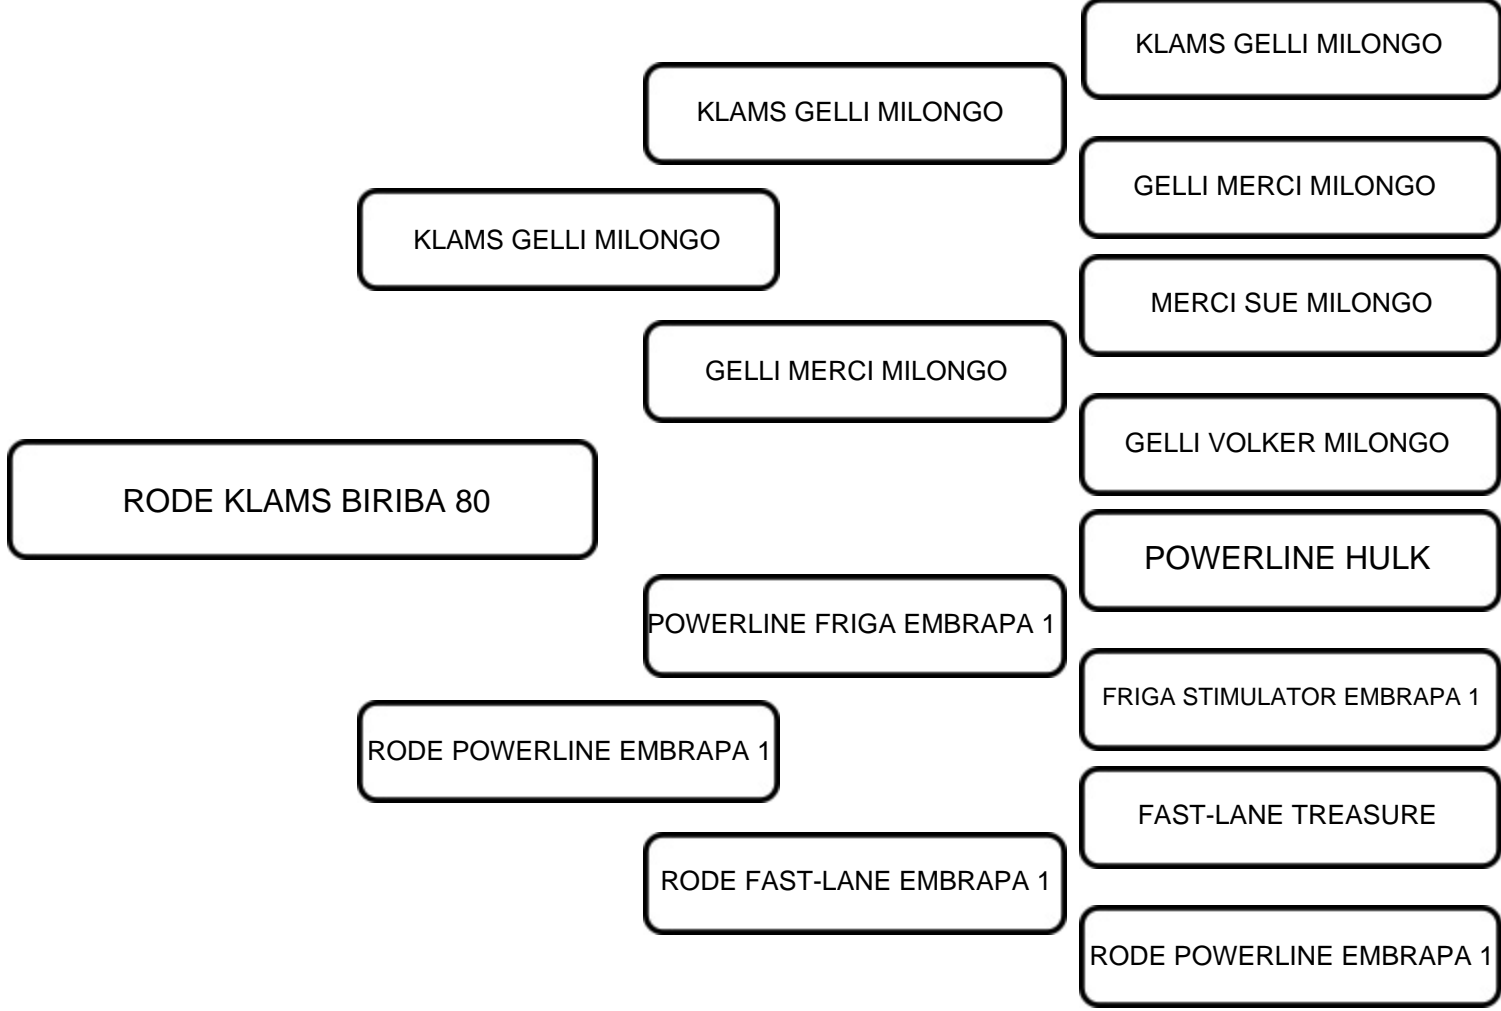 KLAMS GELLI MILONGO
KLAMS GELLI MILONGO
GELLI MERCI MILONGO
KLAMS GELLI MILONGO
MERCI SUE MILONGO
GELLI MERCI MILONGO
GELLI VOLKER MILONGO
RODE KLAMS BIRIBA 80
POWERLINE HULK
POWERLINE FRIGA EMBRAPA 1
FRIGA STIMULATOR EMBRAPA 1
RODE POWERLINE EMBRAPA 1
FAST-LANE TREASURE
RODE FAST-LANE EMBRAPA 1
RODE POWERLINE EMBRAPA 1